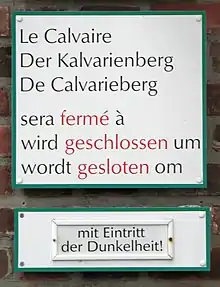 Le Calvaire
Der Kalvarienberg
De Calvarieberg
sera fermé à
wird geschlossen um
wordt gesloten om
mit Eintritt
der Dunkelheit!